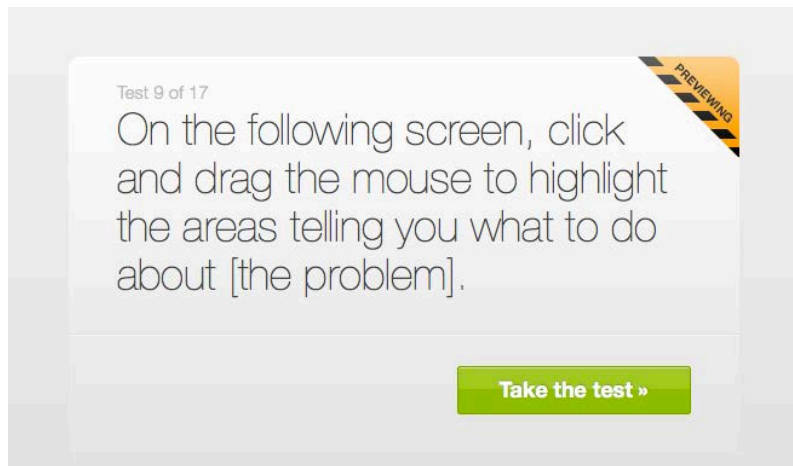 Test 9 of 17
PREVIEWING
On the following screen, click
and drag the mouse to highlight
the areas telling you what to do
about [the problem].
Take the test »